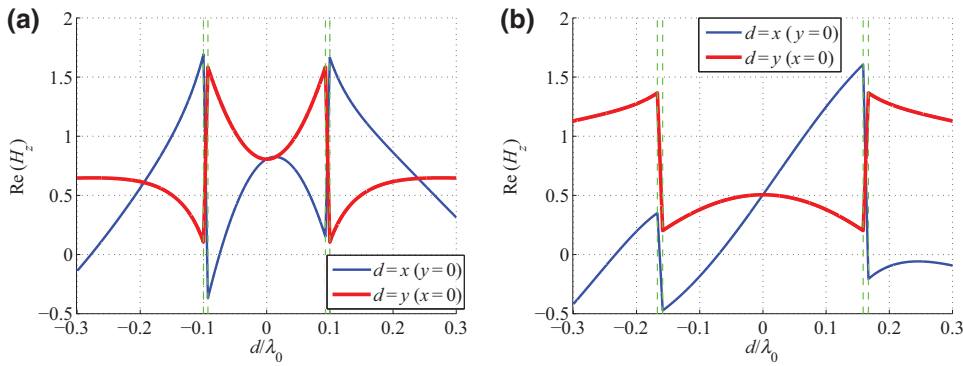 (a)
Re (H_z)
2
1.5
1
0.5
0
−0.5
−0.3 −0.2 −0.1 0 0.1 0.2 0.3
d/λ_0
d = x (y = 0)
d = y (x = 0)
(b)
Re (H_z)
2
1.5
1
0.5
0
−0.5
−0.3 −0.2 −0.1 0 0.1 0.2 0.3
d/λ_0
d = x (y = 0)
d = y (x = 0)